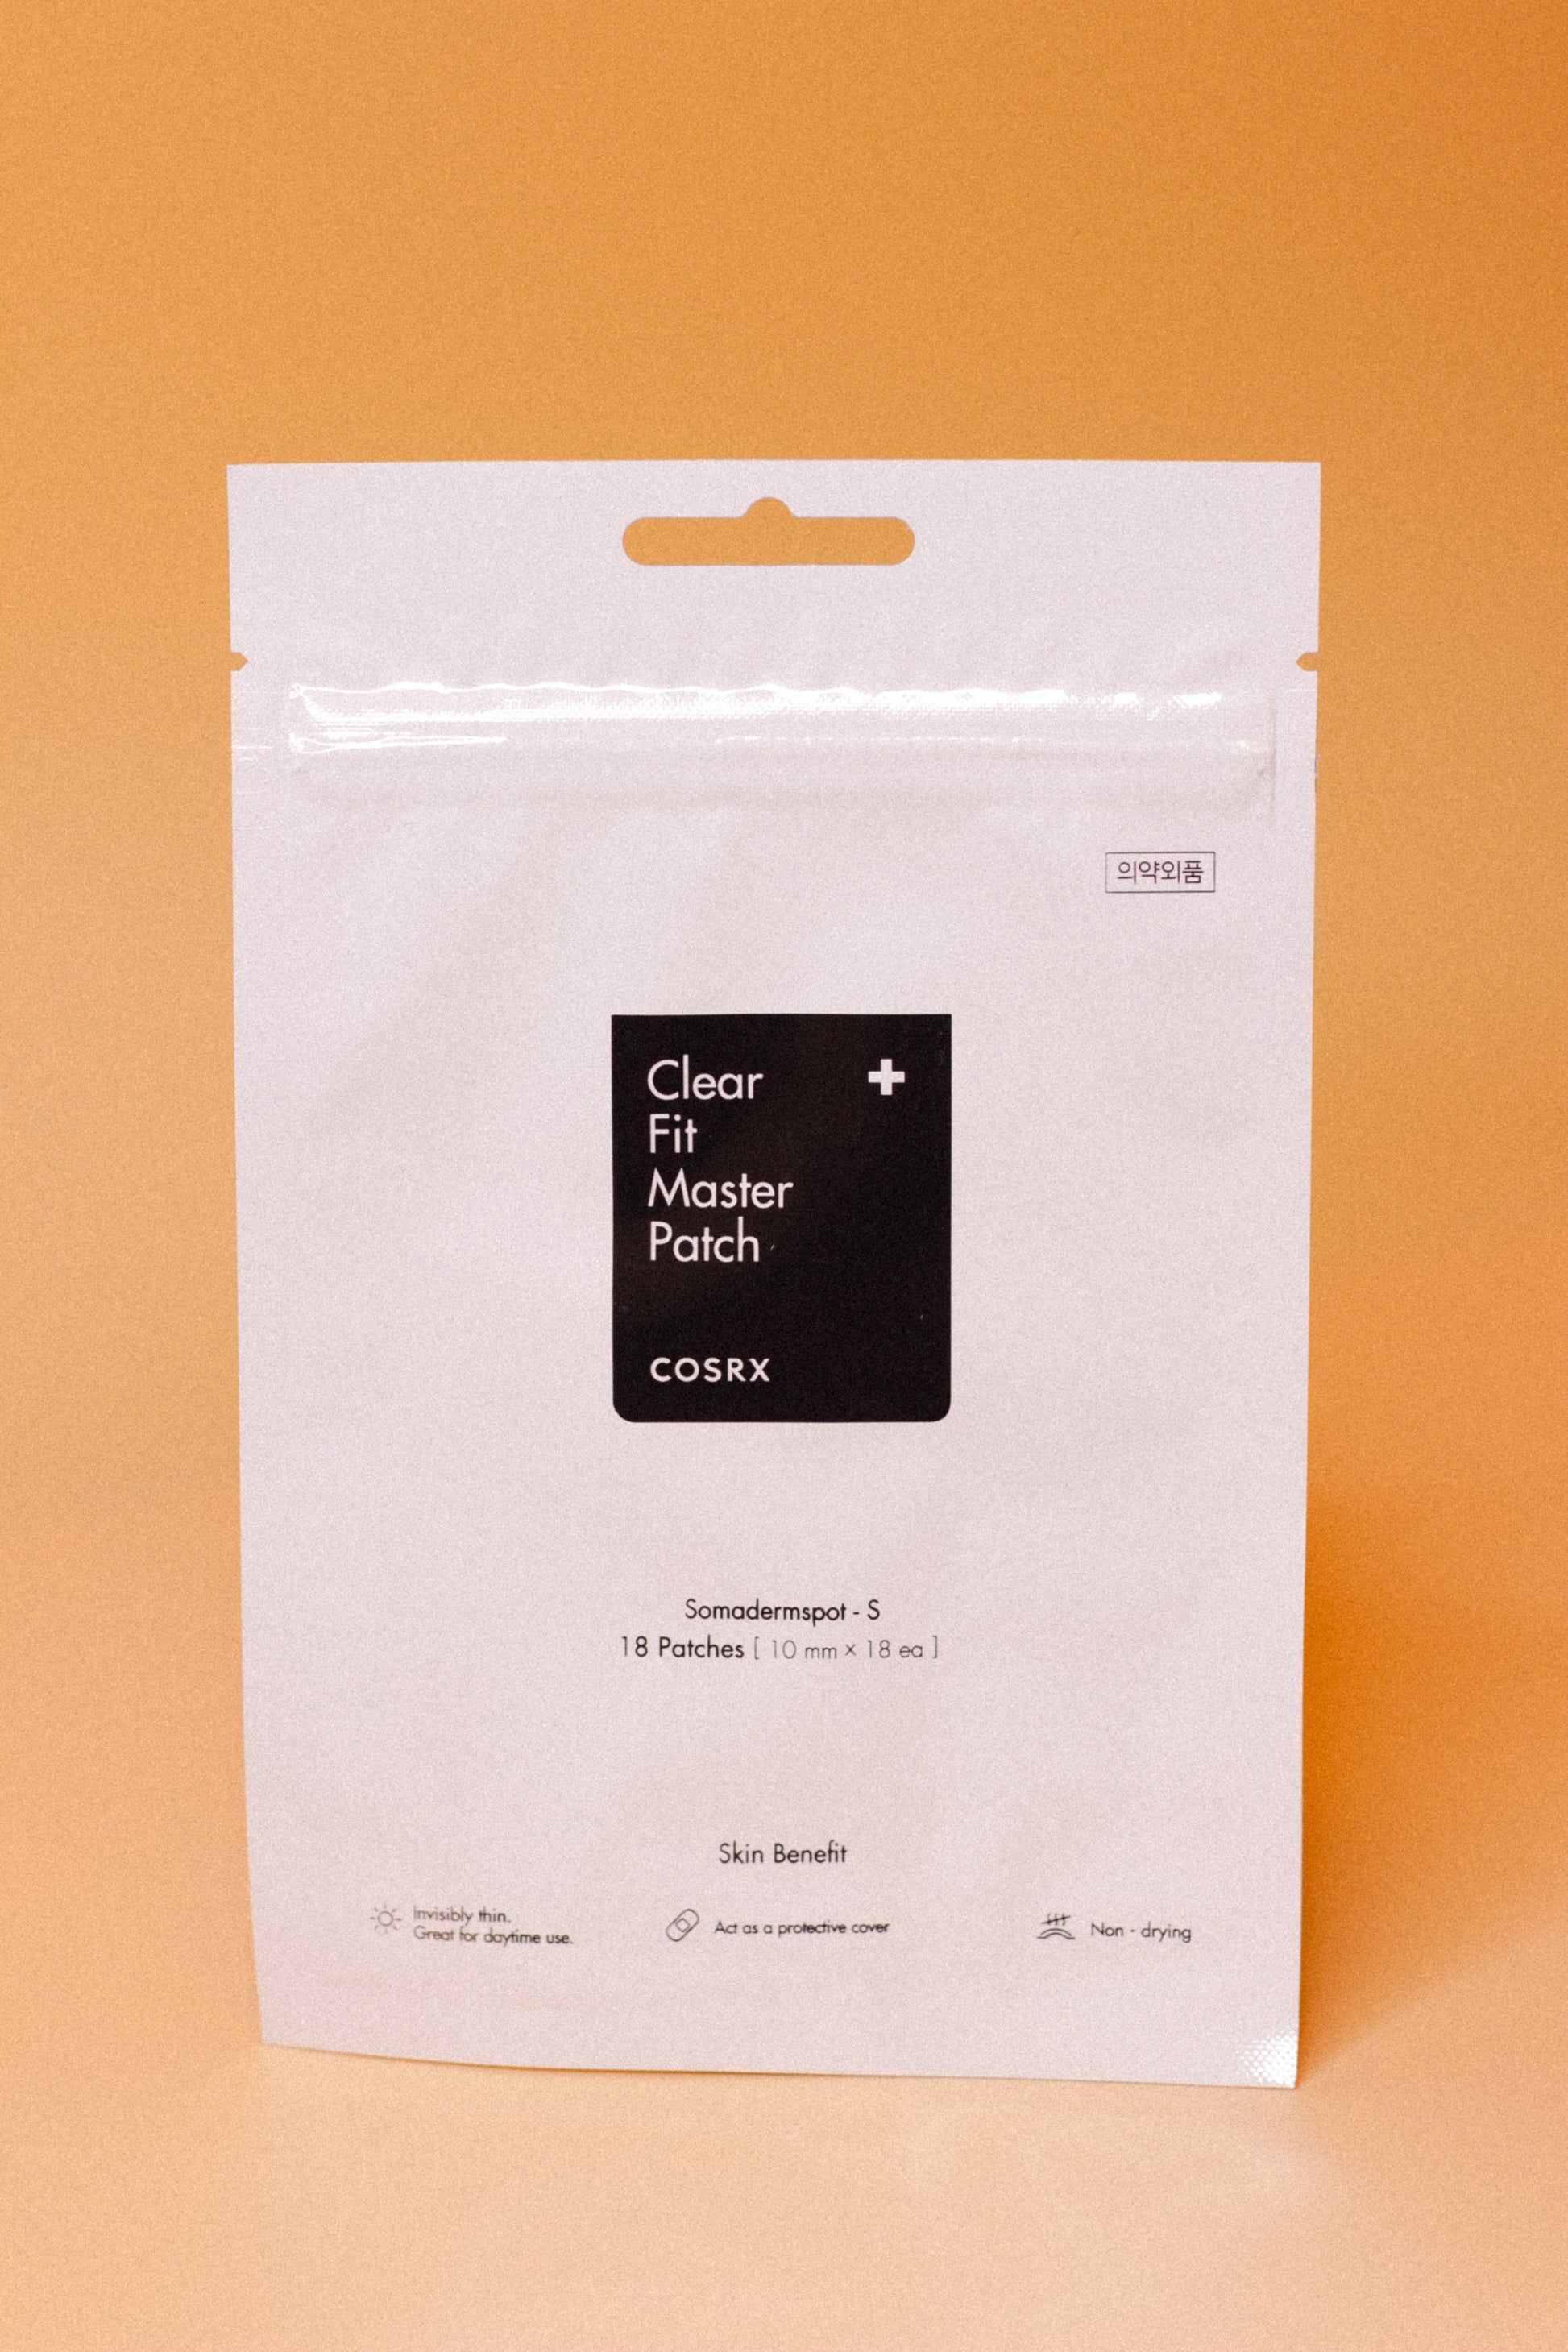 의약외품
Clear
Fit
Master
Patch
COSRX
Somadermspot - S
18 Patches [ 10 mm × 18 ea ]
Skin Benefit
Invisibly thin.
Great for daytime use.
Act as a protective cover
Non - drying